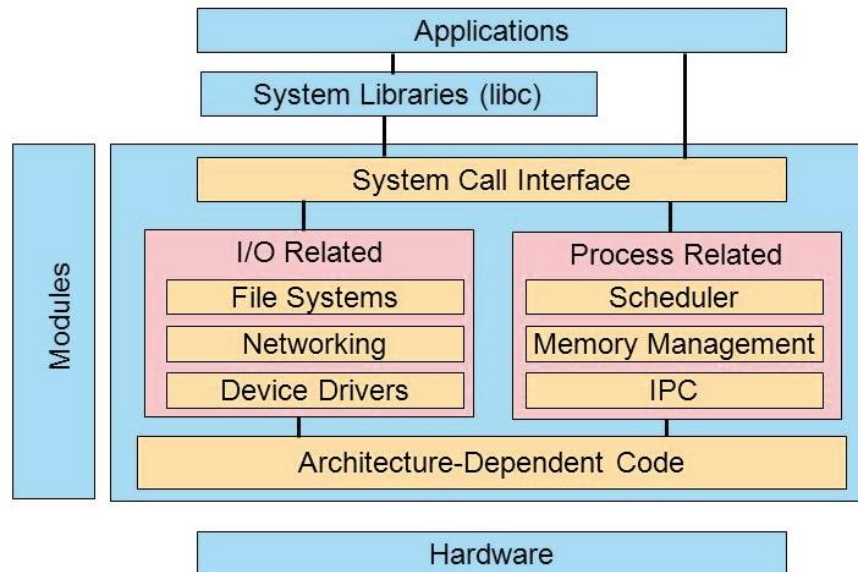 Applications
System Libraries (libc)
Modules
System Call Interface
I/O Related
File Systems
Networking
Device Drivers
Process Related
Scheduler
Memory Management
IPC
Architecture-Dependent Code
Hardware